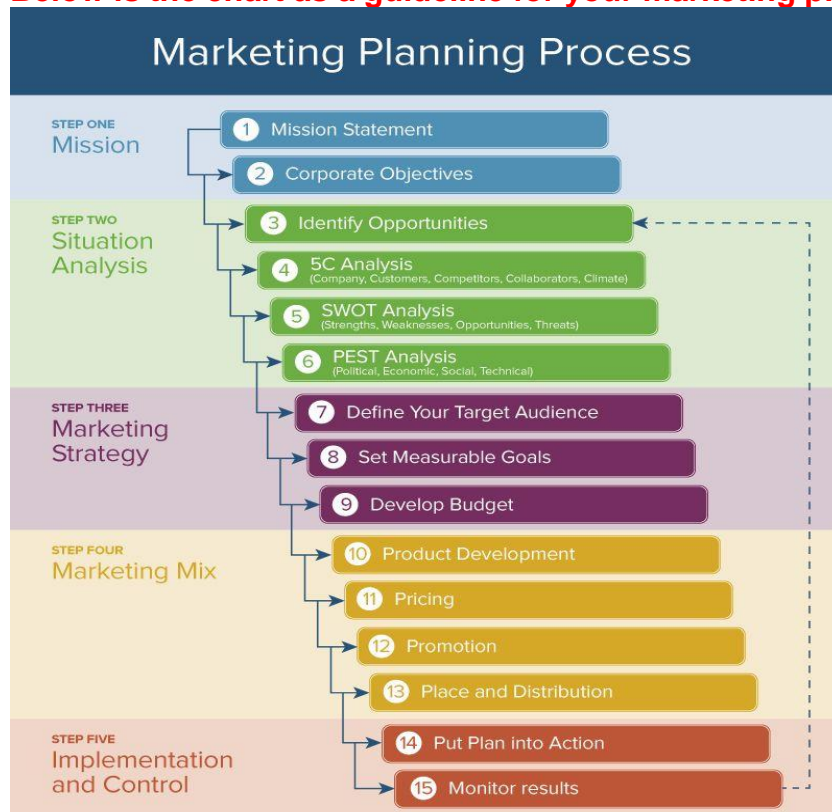 Marketing Planning Process
STEP ONE
Mission
1 Mission Statement
2 Corporate Objectives
STEP TWO
Situation
Analysis
3 Identify Opportunities
4 5C Analysis
(Company, Customers, Competitors, Collaborators, Climate)
5 SWOT Analysis
(Strengths, Weaknesses, Opportunities, Threats)
6 PEST Analysis
(Political, Economic, Social, Technical)
STEP THREE
Marketing
Strategy
7 Define Your Target Audience
8 Set Measurable Goals
9 Develop Budget
STEP FOUR
Marketing Mix
10 Product Development
11 Pricing
12 Promotion
13 Place and Distribution
STEP FIVE
Implementation
and Control
14 Put Plan into Action
15 Monitor results